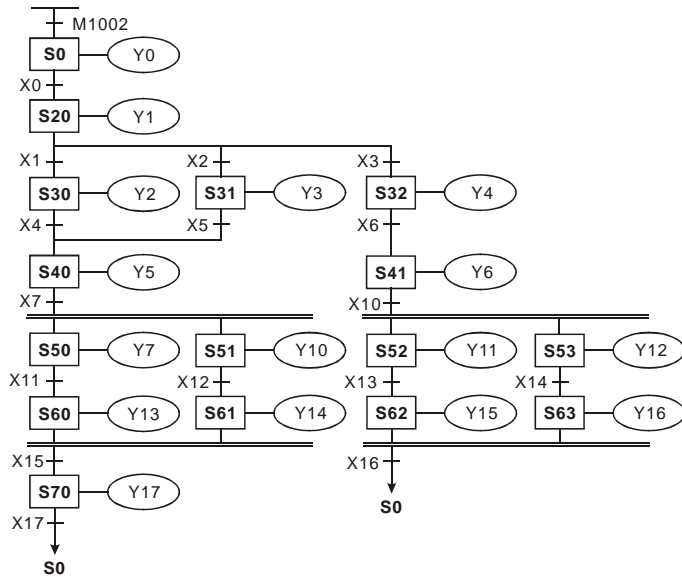 M1002
S0 Y0
X0
S20 Y1
X1 X2 X3
S30 Y2 S31 Y3 S32 Y4
X4 X5 X6
S40 Y5 S41 Y6
X7 X10
S50 Y7 S51 Y10 S52 Y11 S53 Y12
X11 X12 X13 X14
S60 Y13 S61 Y14 S62 Y15 S63 Y16
X15 X16
S70 Y17 S0
X17
S0